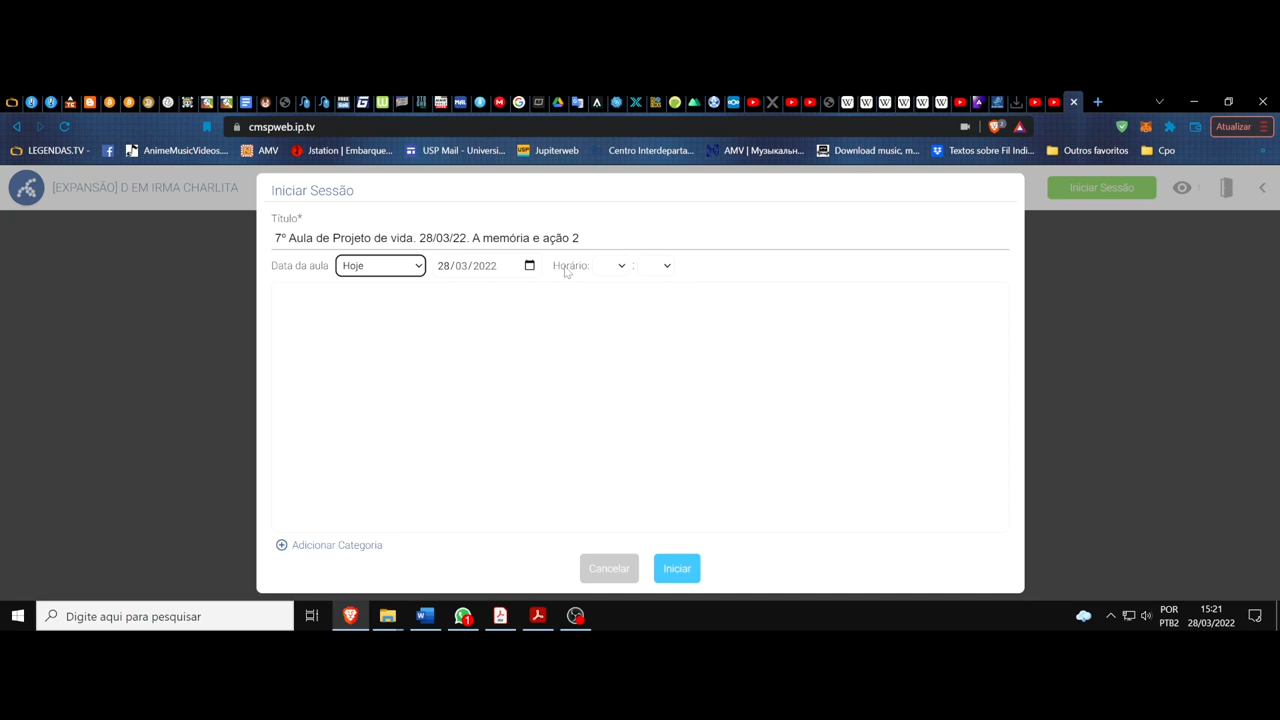 cmspweb.ip.tv
Atualizar
LEGENDAS.TV -
AnimeMusicVideos...
AMV
Jstation | Embarque...
USP Mail - Universi...
Jupiterweb
Centro Interdeparta...
AMV | Музыкальн...
Download music, m...
Textos sobre Fil Indi...
Outros favoritos
Cpo
[EXPANSÃO] D EM IRMA CHARLITA
Iniciar Sessão
Iniciar Sessão
Título*
7º Aula de Projeto de vida. 28/03/22. A memória e ação 2
Data da aula Hoje 28/03/2022 Horário: :
Adicionar Categoria
Cancelar
Iniciar
Digite aqui para pesquisar
1
POR
PTB2
15:21
28/03/2022